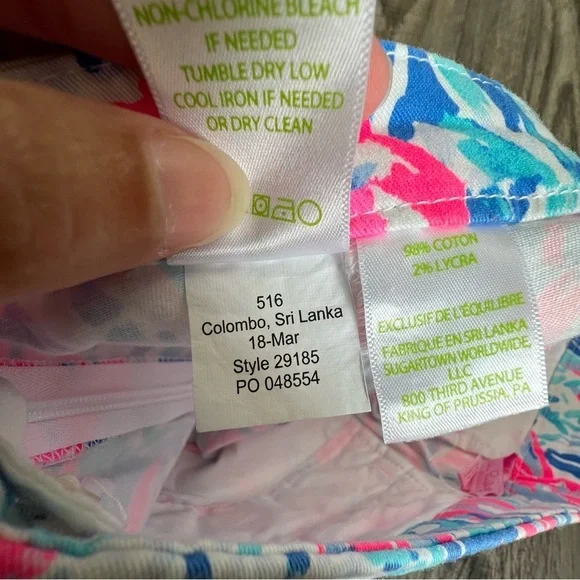 NON-CHLORINE BLEACH
IF NEEDED
TUMBLE DRY LOW
COOL IRON IF NEEDED
OR DRY CLEAN
516
Colombo, Sri Lanka
18-Mar
Style 29185
PO 048554
98% COTON
2% LYCRA
EXCLUSIF DE L'ÉQUILIBRE
FABRIQUE EN SRI LANKA
SUGARTOWN WORLDWIDE
LLC
800 THIRD AVENUE
KING OF PRUSSIA, PA